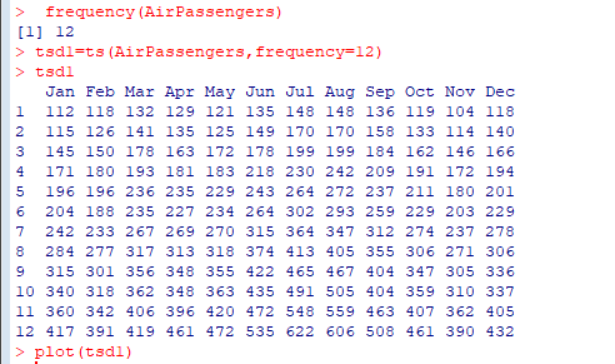 >  frequency(AirPassengers)
[1] 12
> tsd1=ts(AirPassengers,frequency=12)
> tsd1
   Jan Feb Mar Apr May Jun Jul Aug Sep Oct Nov Dec
1  112 118 132 129 121 135 148 148 136 119 104 118
2  115 126 141 135 125 149 170 170 158 133 114 140
3  145 150 178 163 172 178 199 199 184 162 146 166
4  171 180 193 181 183 218 230 242 209 191 172 194
5  196 196 236 235 229 243 264 272 237 211 180 201
6  204 188 235 227 234 264 302 293 259 229 203 229
7  242 233 267 269 270 315 364 347 312 274 237 278
8  284 277 317 313 318 374 413 405 355 306 271 306
9  315 301 356 348 355 422 465 467 404 347 305 336
10 340 318 362 348 363 435 491 505 404 359 310 337
11 360 342 406 396 420 472 548 559 463 407 362 405
12 417 391 419 461 472 535 622 606 508 461 390 432
> plot(tsd1)